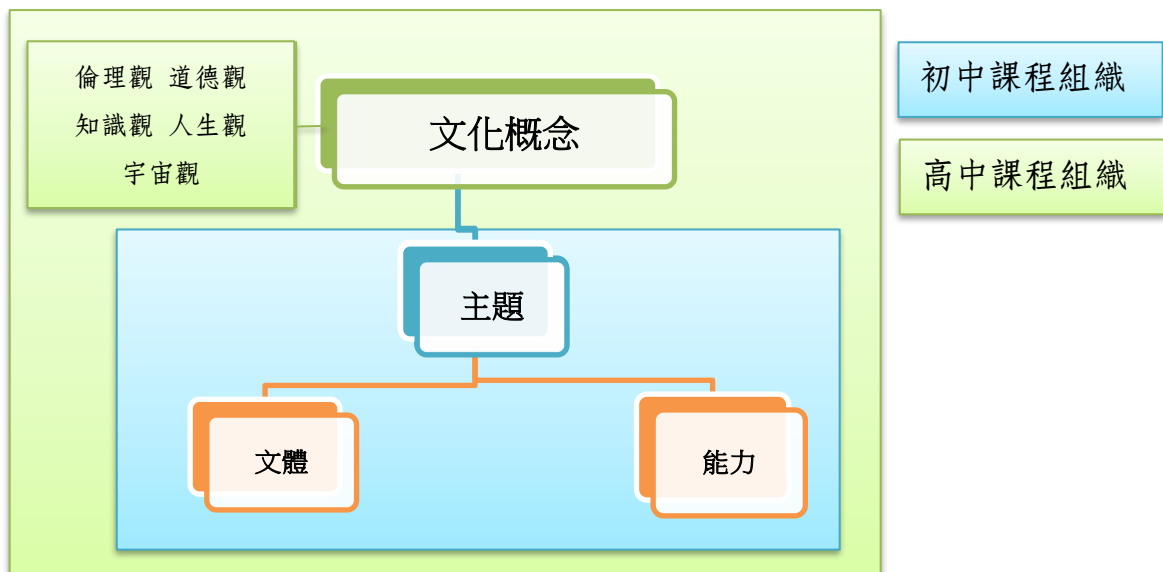 倫理觀 道德觀
知識觀 人生觀
宇宙觀
文化概念
主題
文體
能力
初中課程組織
高中課程組織